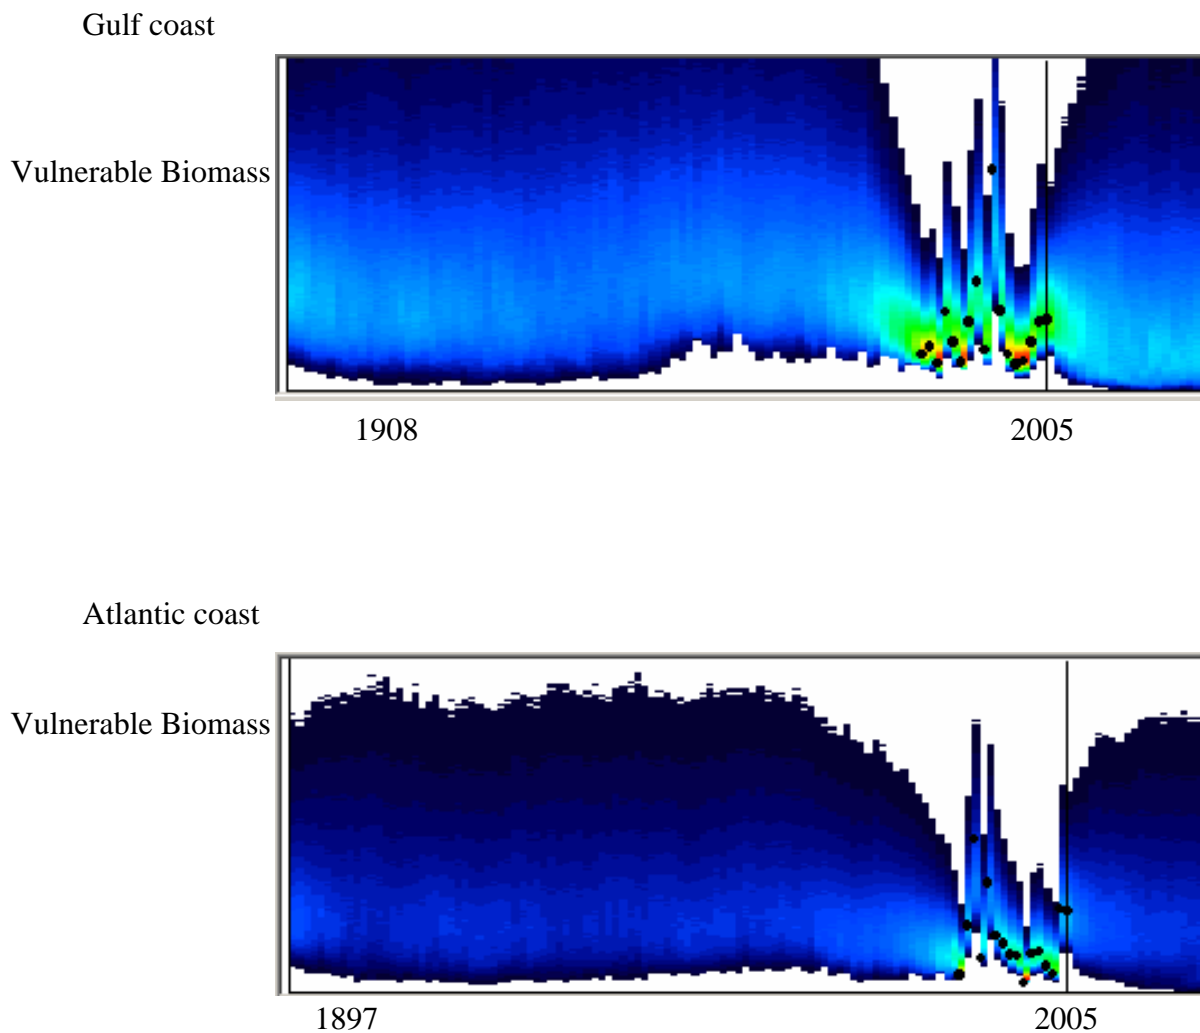 Gulf coast
Vulnerable Biomass
1908 2005
Atlantic coast
Vulnerable Biomass
1897 2005